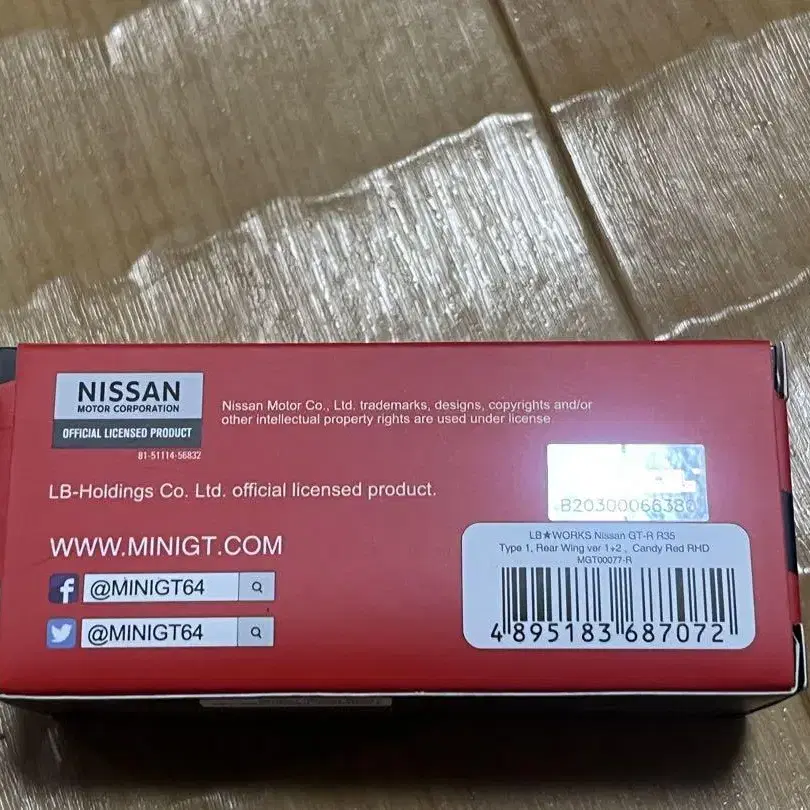 NISSAN
MOTOR CORPORATION
OFFICIAL LICENSED PRODUCT
81-51114-56832
Nissan Motor Co., Ltd. trademarks, designs, copyrights and/or
other intellectual property rights are used under license
LB-Holdings Co. Ltd. official licensed product.
B20300066380
WWW.MINIGT.COM
f @MINIGT64
@MINIGT64
LB★WORKS Nissan GT-R R35
Type 1, Rear Wing ver 1+2 , Candy Red RHD
MGT00077-R
4 895183 687072